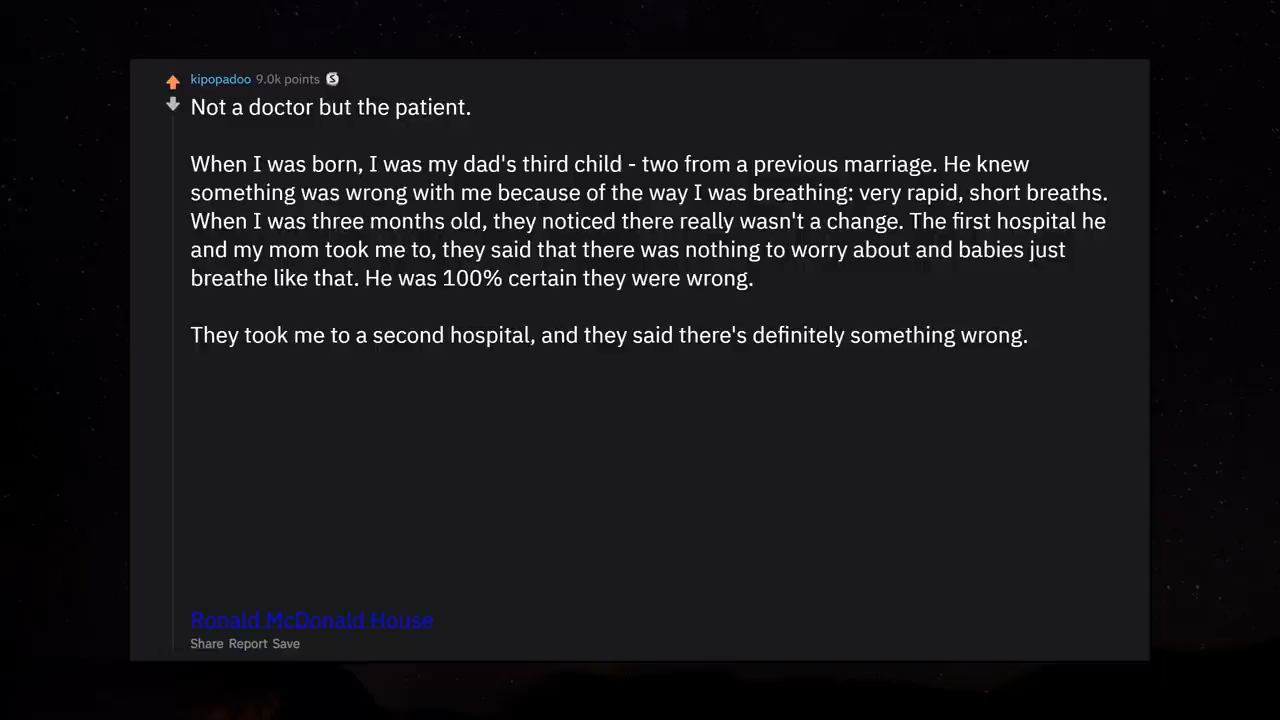 kipopadoo 9.0k points S
Not a doctor but the patient.
When I was born, I was my dad's third child - two from a previous marriage. He knew
something was wrong with me because of the way I was breathing: very rapid, short breaths.
When I was three months old, they noticed there really wasn't a change. The first hospital he
and my mom took me to, they said that there was nothing to worry about and babies just
breathe like that. He was 100% certain they were wrong.
They took me to a second hospital, and they said there's definitely something wrong.
Ronald McDonald House
Share Report Save